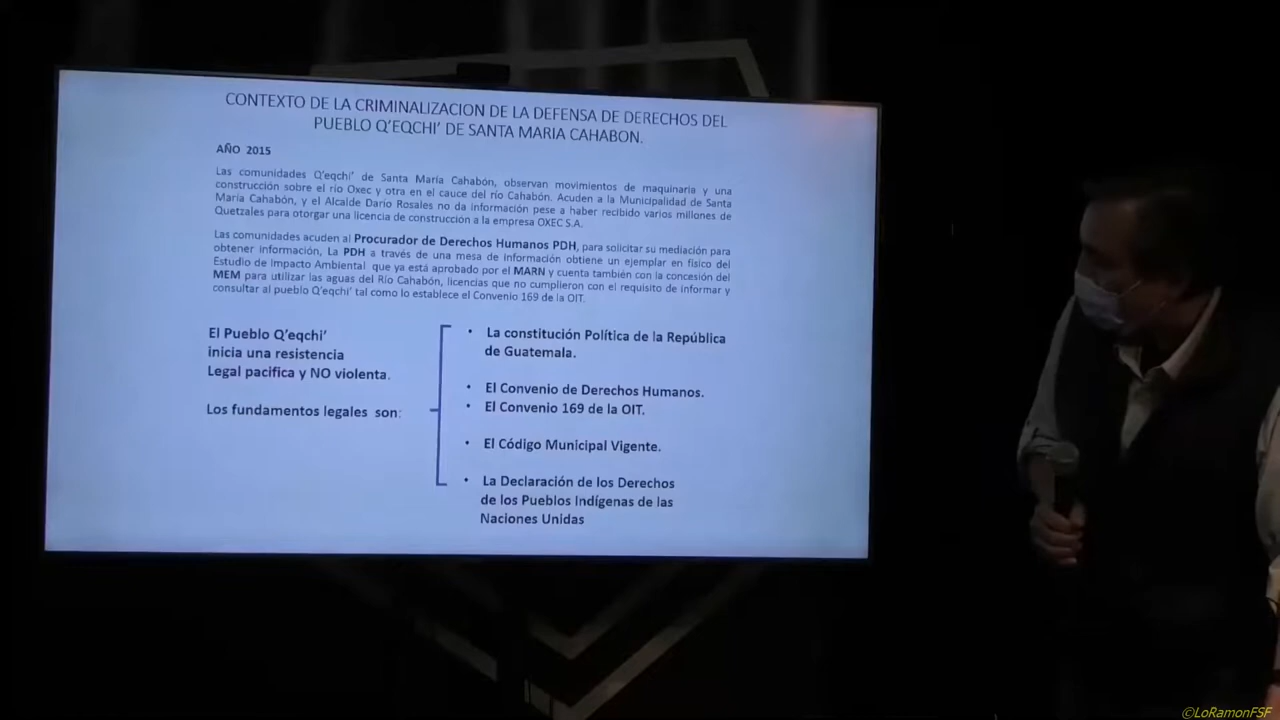 CONTEXTO DE LA CRIMINALIZACION DE LA DEFENSA DE DERECHOS DEL
PUEBLO Q'EQCHI' DE SANTA MARIA CAHABON.
AÑO 2015
Las comunidades Q'eqchi' de Santa María Cahabón, observan movimientos de maquinaria y una
construcción sobre el río Oxec y otra en el cauce del río Cahabón. Acuden a la Municipalidad de Santa
María Cahabón, y el Alcalde Dario Rosales no da información pese a haber recibido varios millones de
Quetzales para otorgar una licencia de construcción a la empresa OXEC S.A.
Las comunidades acuden al Procurador de Derechos Humanos PDH, para solicitar su mediación para
obtener información, La PDH a través de una mesa de información obtiene un ejemplar en físico del
Estudio de Impacto Ambiental que ya está aprobado por el MARN y cuenta también con la concesión del
MEM para utilizar las aguas del Río Cahabón, licencias que no cumplieron con el requisito de informar y
consultar al pueblo Q'eqchi' tal como lo establece el Convenio 169 de la OIT.
El Pueblo Q'eqchi'
inicia una resistencia
Legal pacifica y NO violenta.
Los fundamentos legales son:
• La constitución Política de la República
de Guatemala.
• El Convenio de Derechos Humanos.
• El Convenio 169 de la OIT.
• El Código Municipal Vigente.
• La Declaración de los Derechos
de los Pueblos Indígenas de las
Naciones Unidas
©LoRamonFSF